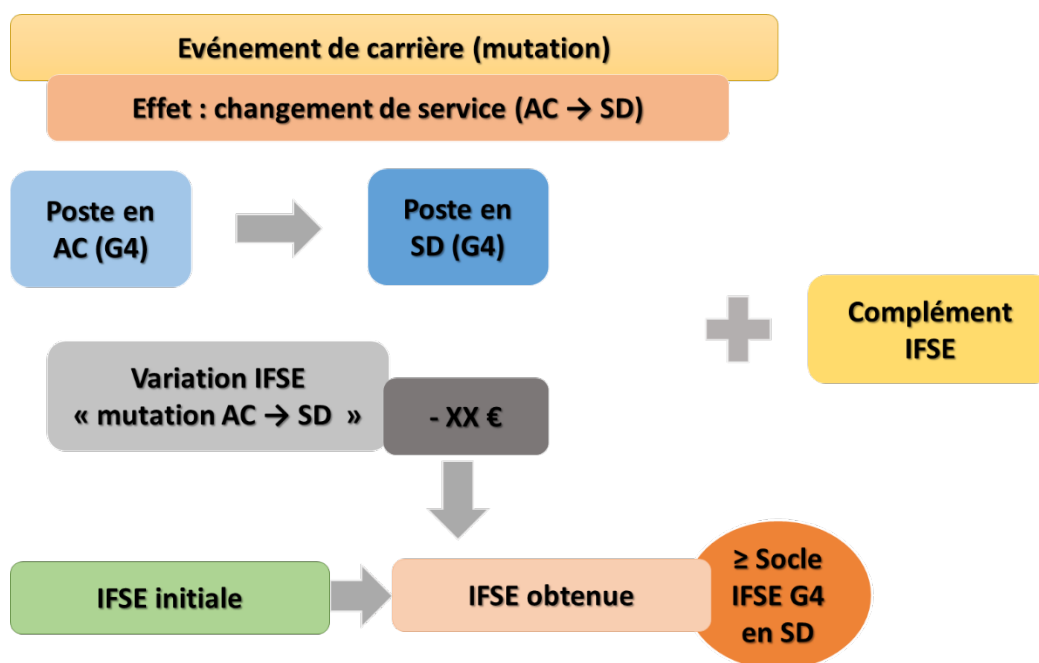 Evénement de carrière (mutation)
Effet : changement de service (AC → SD)
Poste en
AC (G4)
Poste en
SD (G4)
Complément
IFSE
Variation IFSE
« mutation AC → SD »
- XX €
IFSE initiale
IFSE obtenue
≥ Socle
IFSE G4
en SD